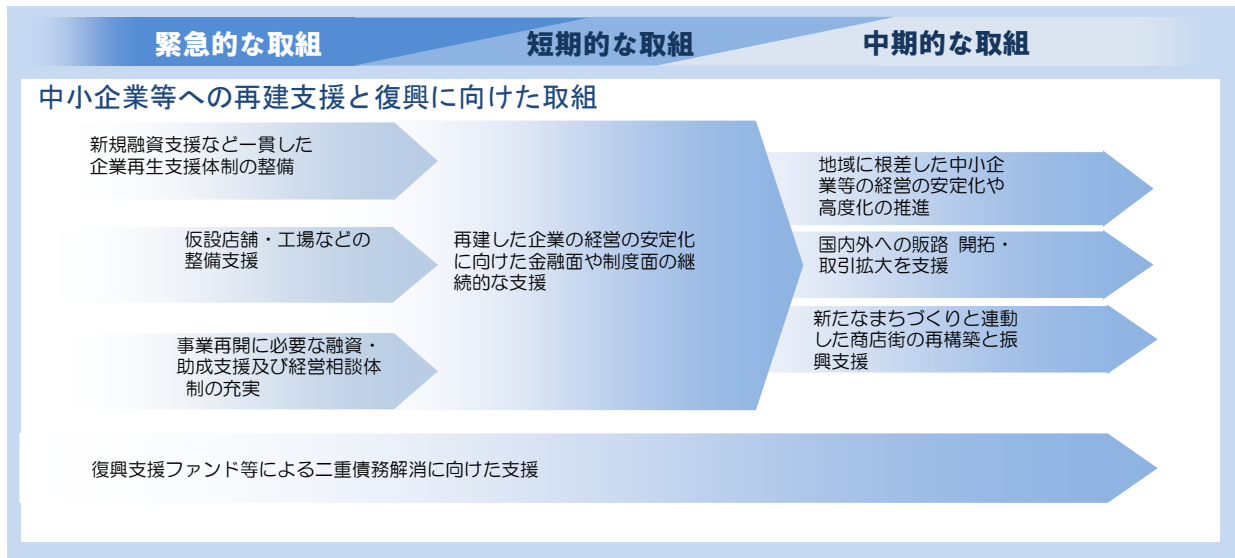 緊急的な取組
短期的な取組
中期的な取組
中小企業等への再建支援と復興に向けた取組
新規融資支援など一貫した
企業再生支援体制の整備
仮設店舗・工場などの
整備支援
事業再開に必要な融資・
助成支援及び経営相談体
制の充実
再建した企業の経営の安定化
に向けた金融面や制度面の継
続的な支援
地域に根差した中小企
業等の経営の安定化や
高度化の推進
国内外への販路 開拓・
取引拡大を支援
新たなまちづくりと連動
した商店街の再構築と振
興支援
復興支援ファンド等による二重債務解消に向けた支援